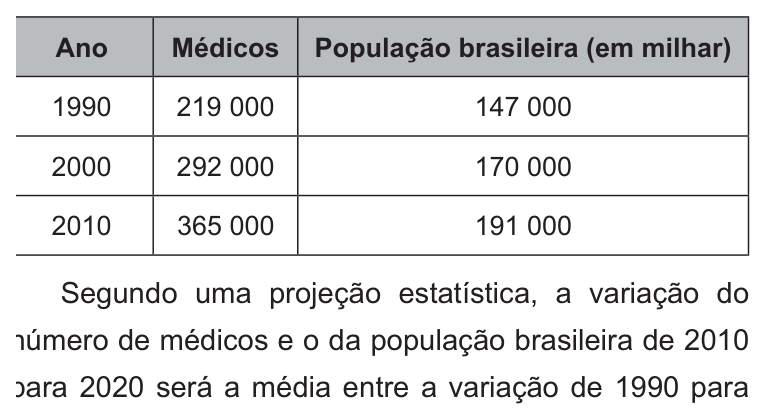 Ano Médicos População brasileira (em milhar)
1990 219 000 147 000
2000 292 000 170 000
2010 365 000 191 000
Segundo uma projeção estatística, a variação do
número de médicos e o da população brasileira de 2010
para 2020 será a média entre a variação de 1990 para